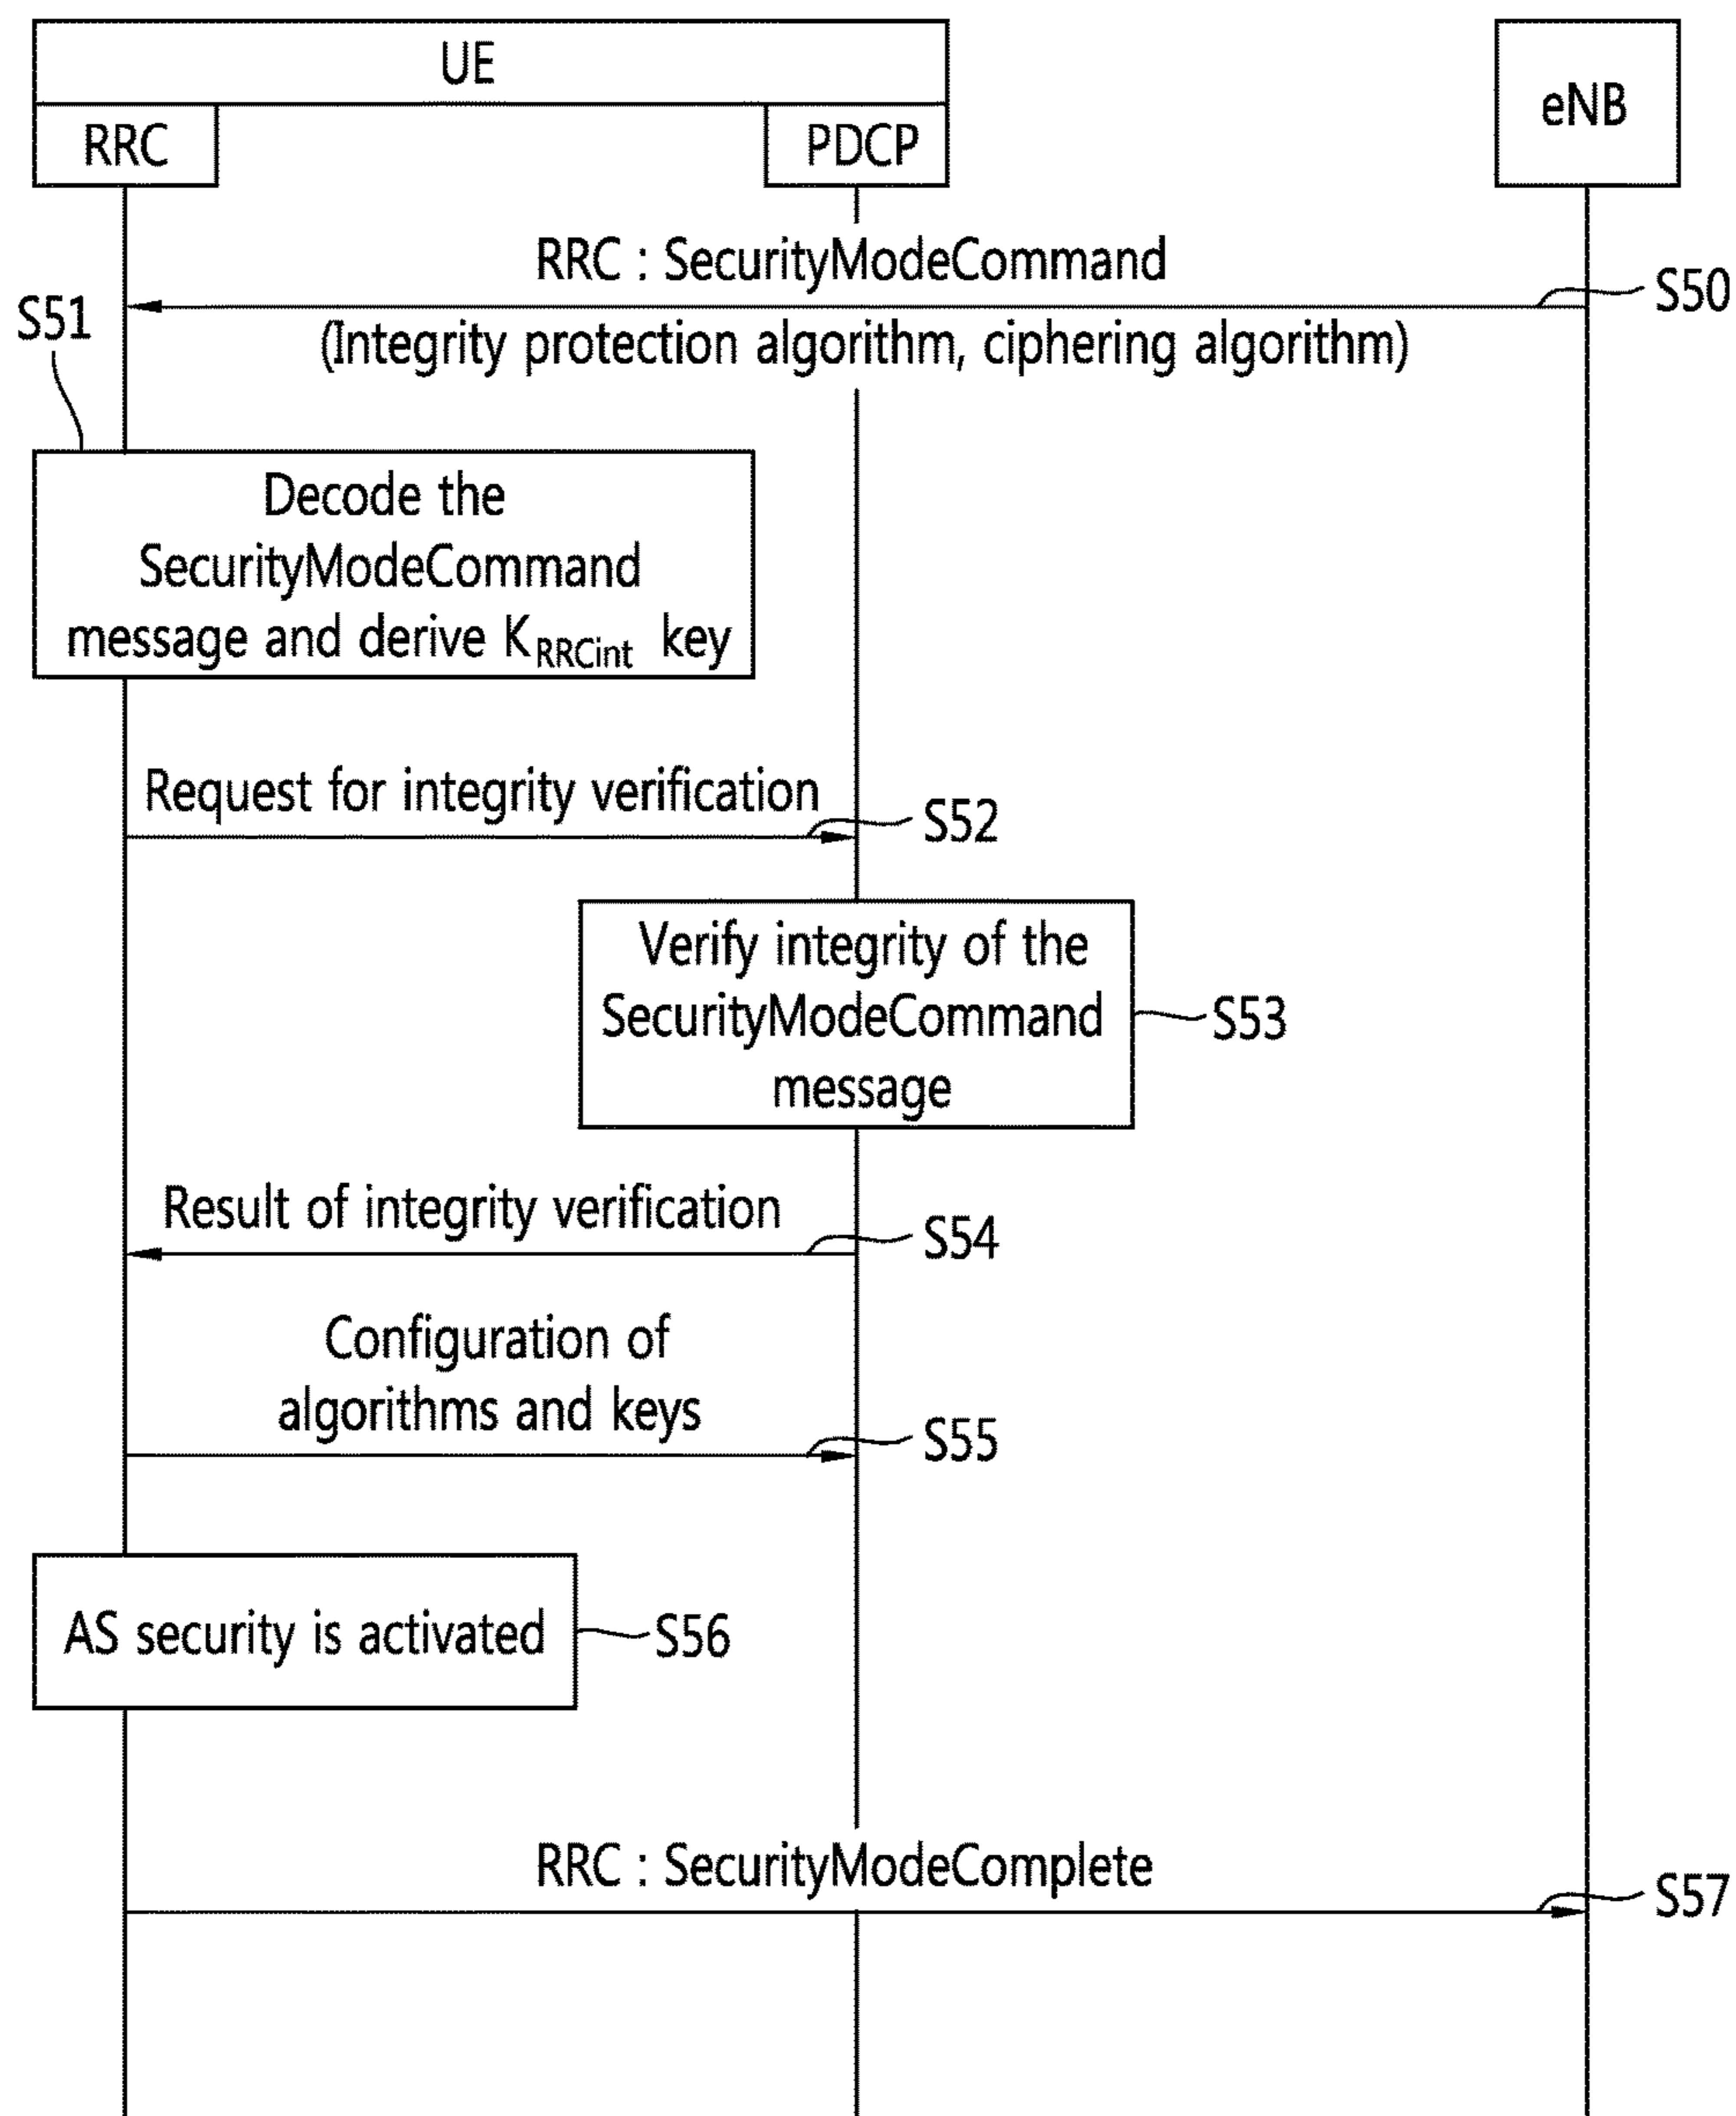 UE
RRC
PDCP
eNB
RRC : SecurityModeCommand
S50
(Integrity protection algorithm, ciphering algorithm)
S51
Decode the
SecurityModeCommand
message and derive KRRCint key
Request for integrity verification
S52
Verify integrity of the
SecurityModeCommand
message
S53
Result of integrity verification
S54
Configuration of
algorithms and keys
S55
AS security is activated
S56
RRC : SecurityModeComplete
S57